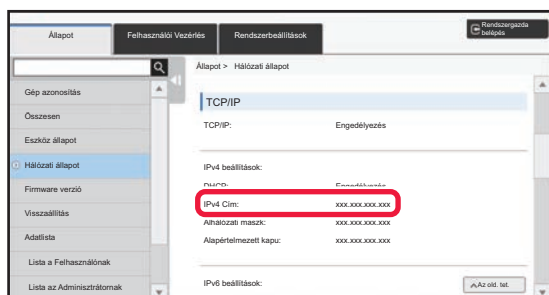 Állapot
Felhasználói Vezérlés
Rendszerbeállítások
Rendszergazda
belépés
Állapot > Hálózati állapot
Gép azonosítás
Összesen
Eszköz állapot
Hálózati állapot
Firmware verzió
Visszaállítás
Adatlista
Lista a Felhasználónak
Lista az Adminisztrátornak
TCP/IP
TCP/IP: Engedélyezés
IPv4 beállítások:
DHCP: Engedélyezés
IPv4 Cím: xxx.xxx.xxx.xxx
Alhálózati maszk: xxx.xxx.xxx.xxx
Alapértelmezett kapu: xxx.xxx.xxx.xxx
IPv6 beállítások:
Az old. tet.